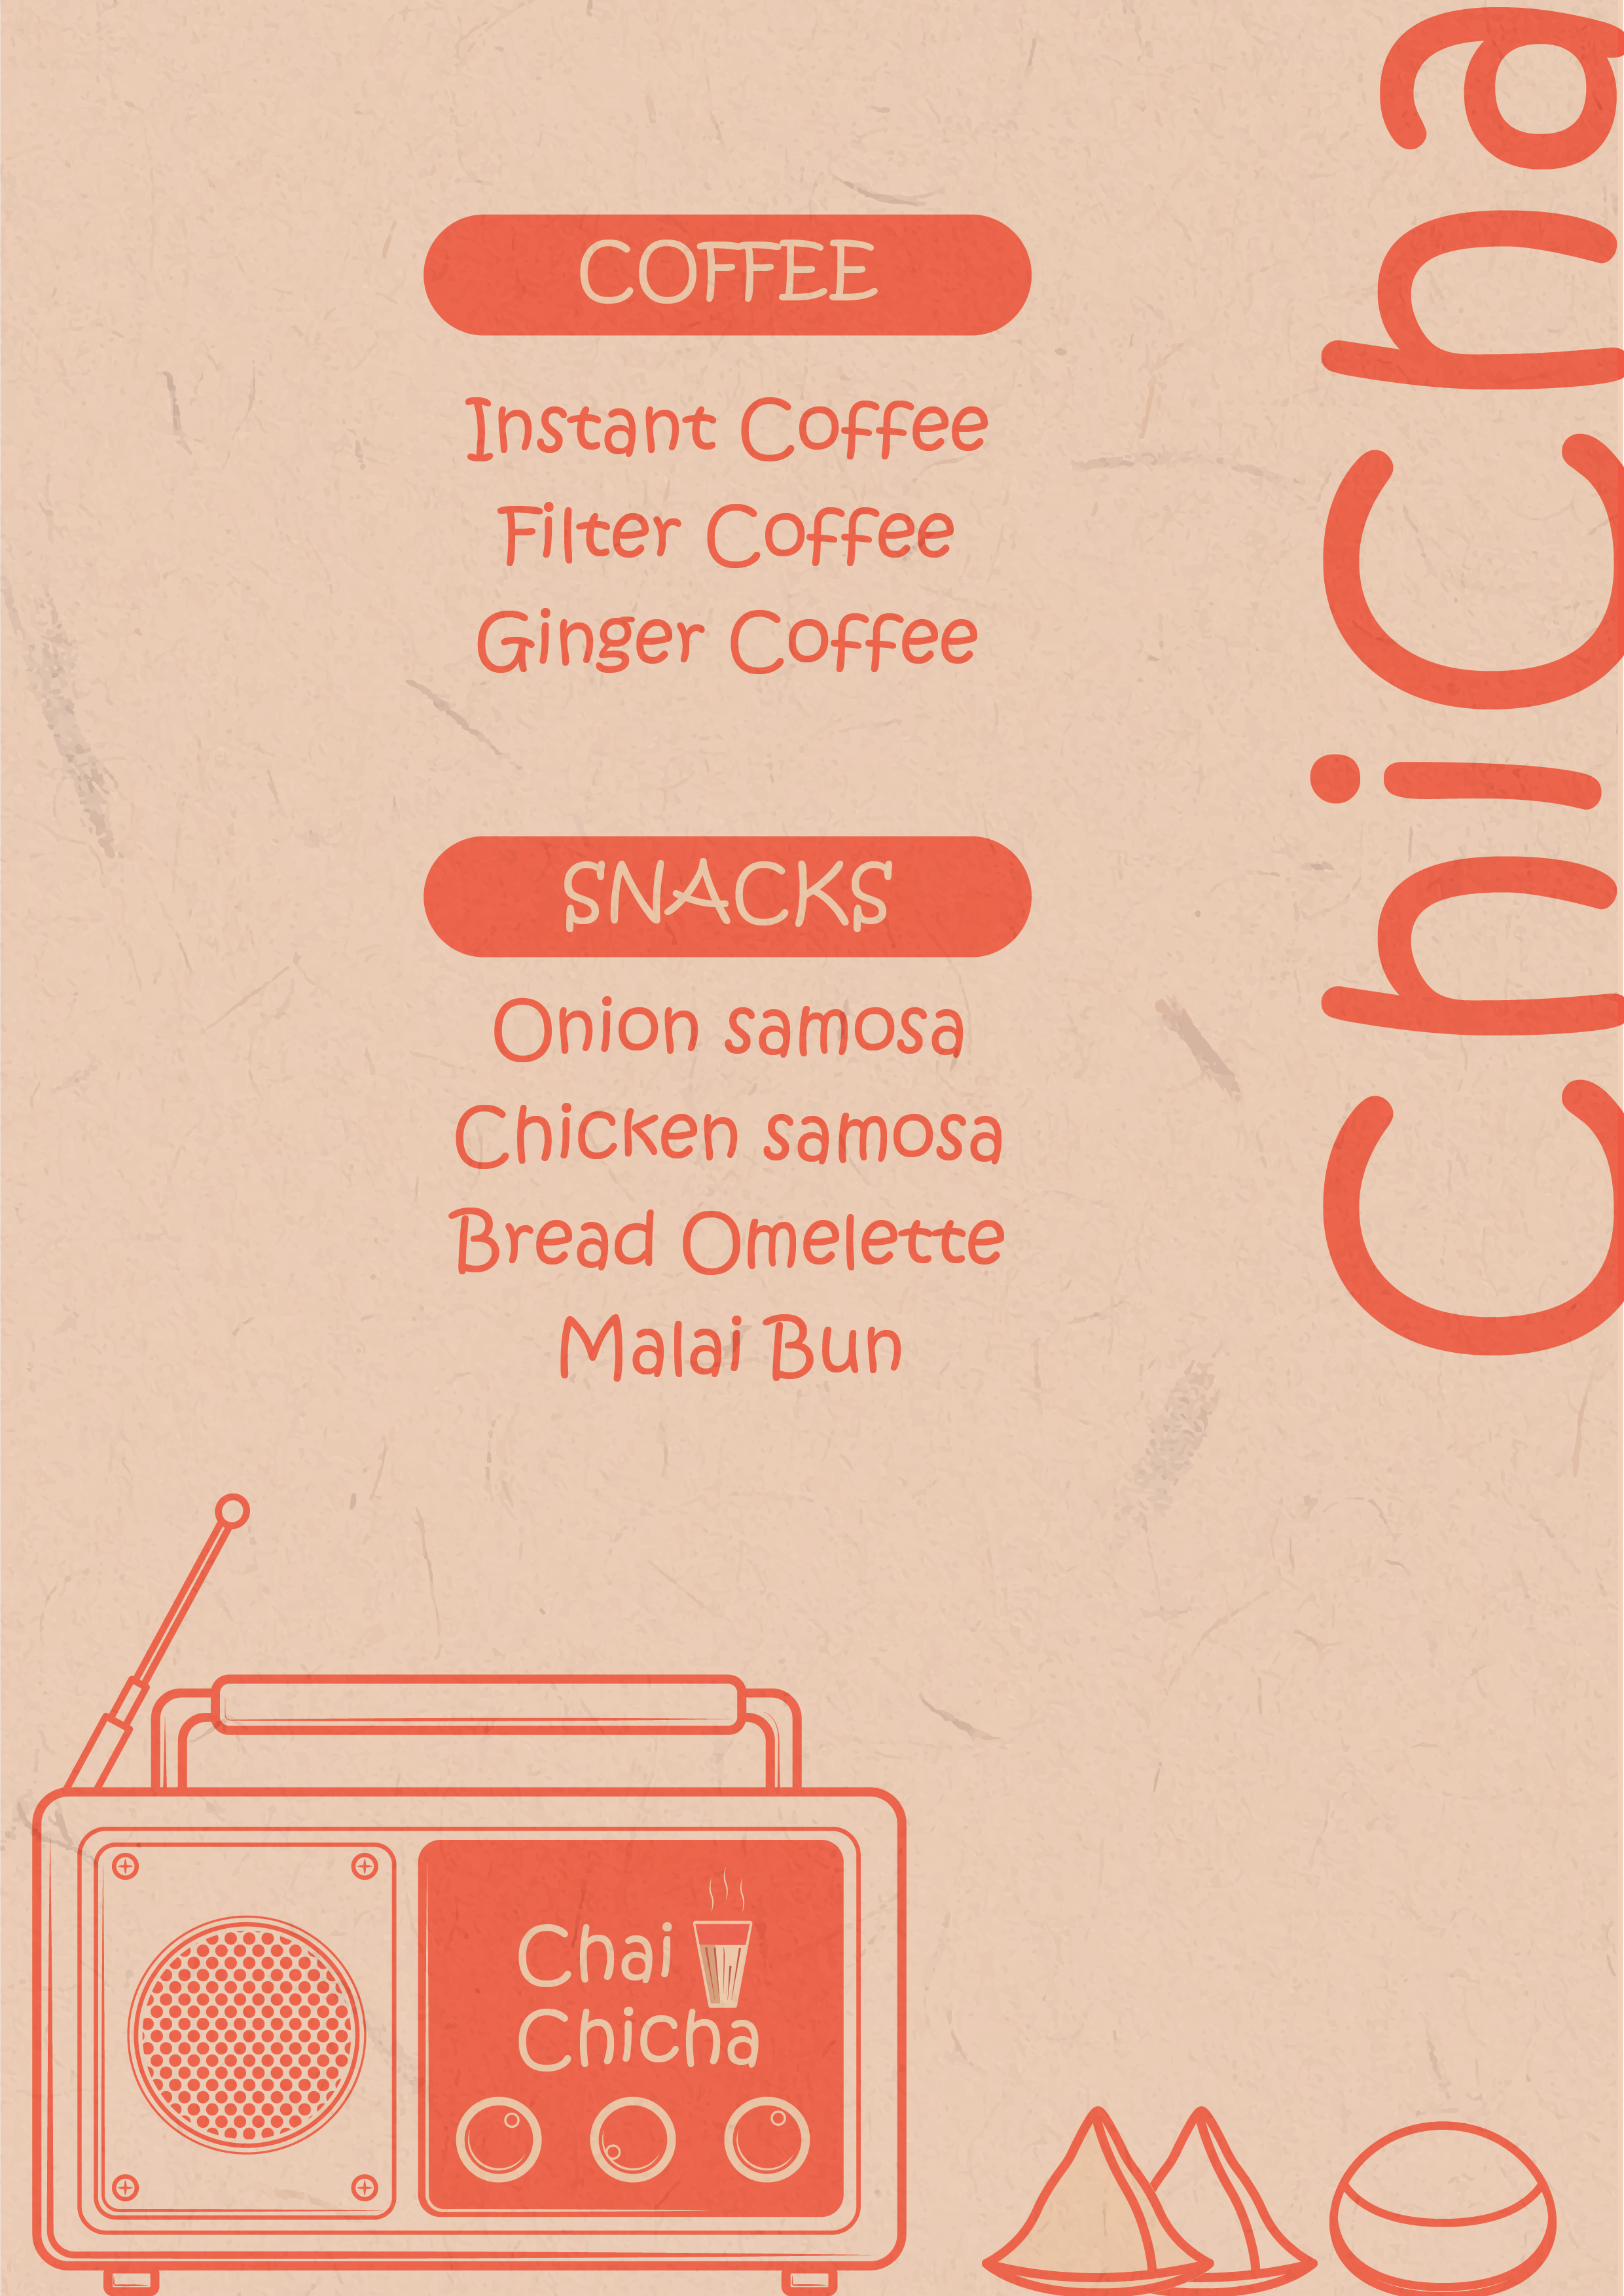 COFFEE
Instant Coffee
Filter Coffee
Ginger Coffee
SNACKS
Onion samosa
Chicken samosa
Bread Omelette
Malai Bun
ChiCha
Chai
Chicha